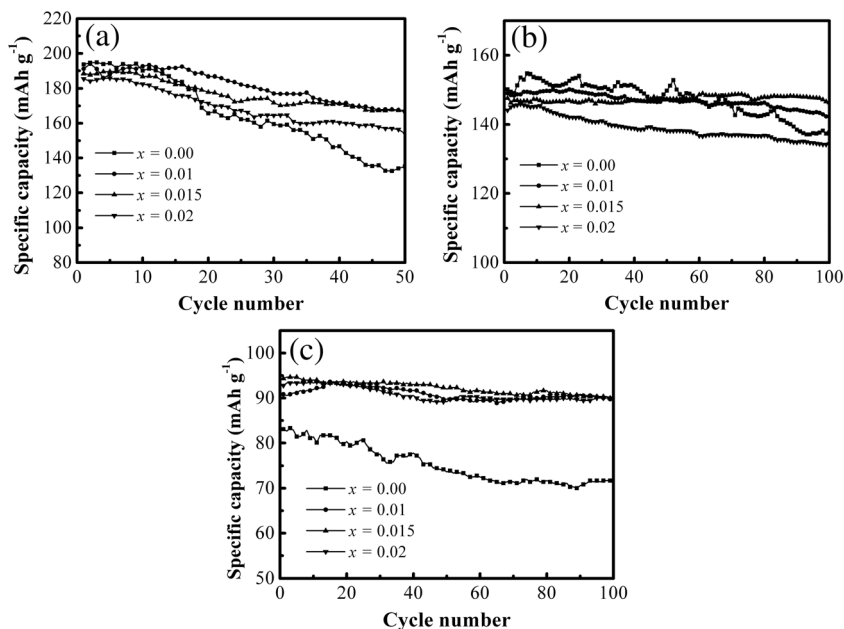 (a)
Specific capacity (mAh g⁻¹)
220
200
180
160
140
120
100
80
x = 0.00
x = 0.01
x = 0.015
x = 0.02
0 10 20 30 40 50
Cycle number
(b)
Specific capacity (mAh g⁻¹)
160
140
120
100
x = 0.00
x = 0.01
x = 0.015
x = 0.02
0 20 40 60 80 100
Cycle number
(c)
Specific capacity (mAh g⁻¹)
100
90
80
70
60
50
x = 0.00
x = 0.01
x = 0.015
x = 0.02
0 20 40 60 80 100
Cycle number